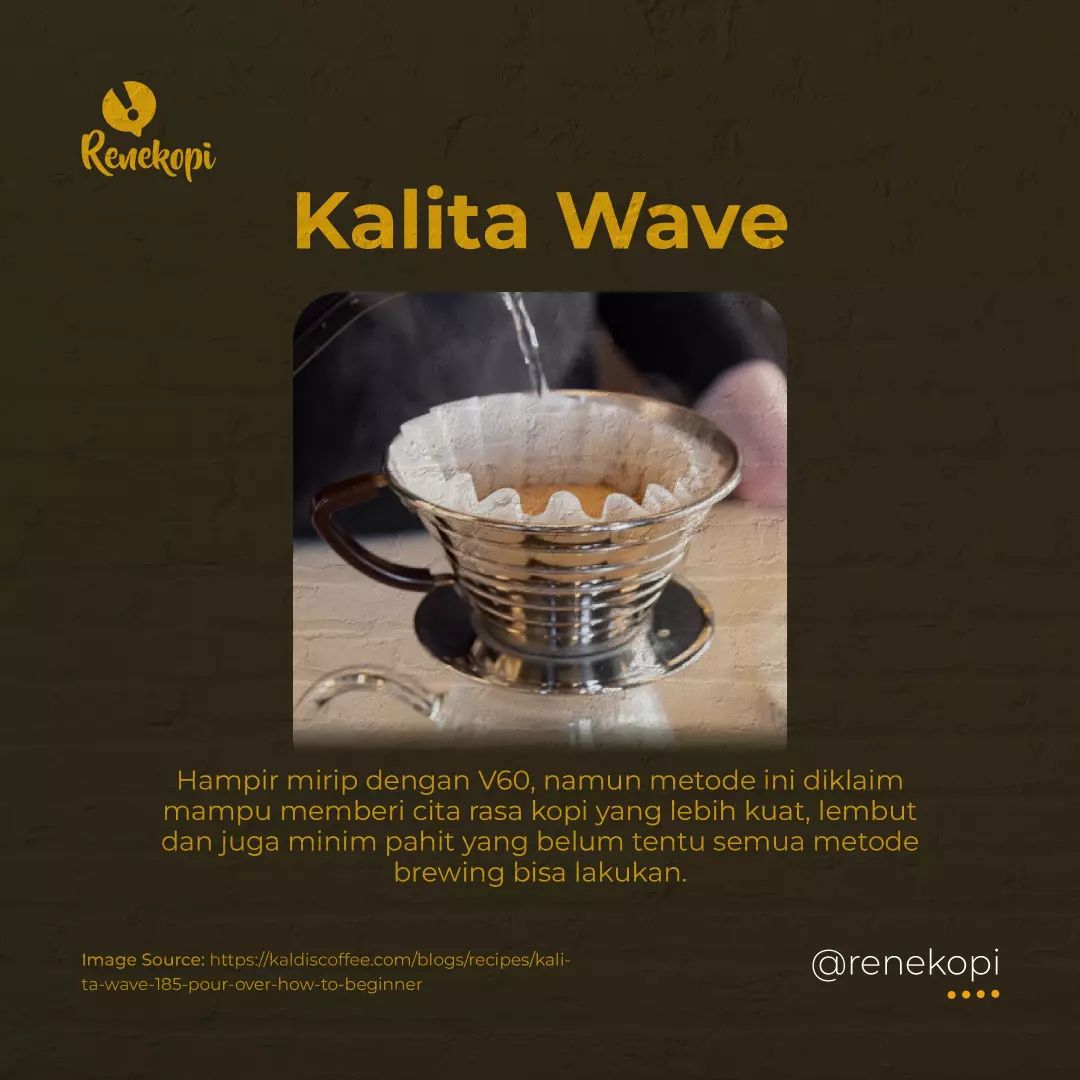 Renekopi
Kalita Wave
Hampir mirip dengan V60, namun metode ini diklaim
mampu memberi cita rasa kopi yang lebih kuat, lembut
dan juga minim pahit yang belum tentu semua metode
brewing bisa lakukan.
Image Source: https://kaldiscoffee.com/blogs/recipes/kali-
ta-wave-185-pour-over-how-to-beginner
@renekopi